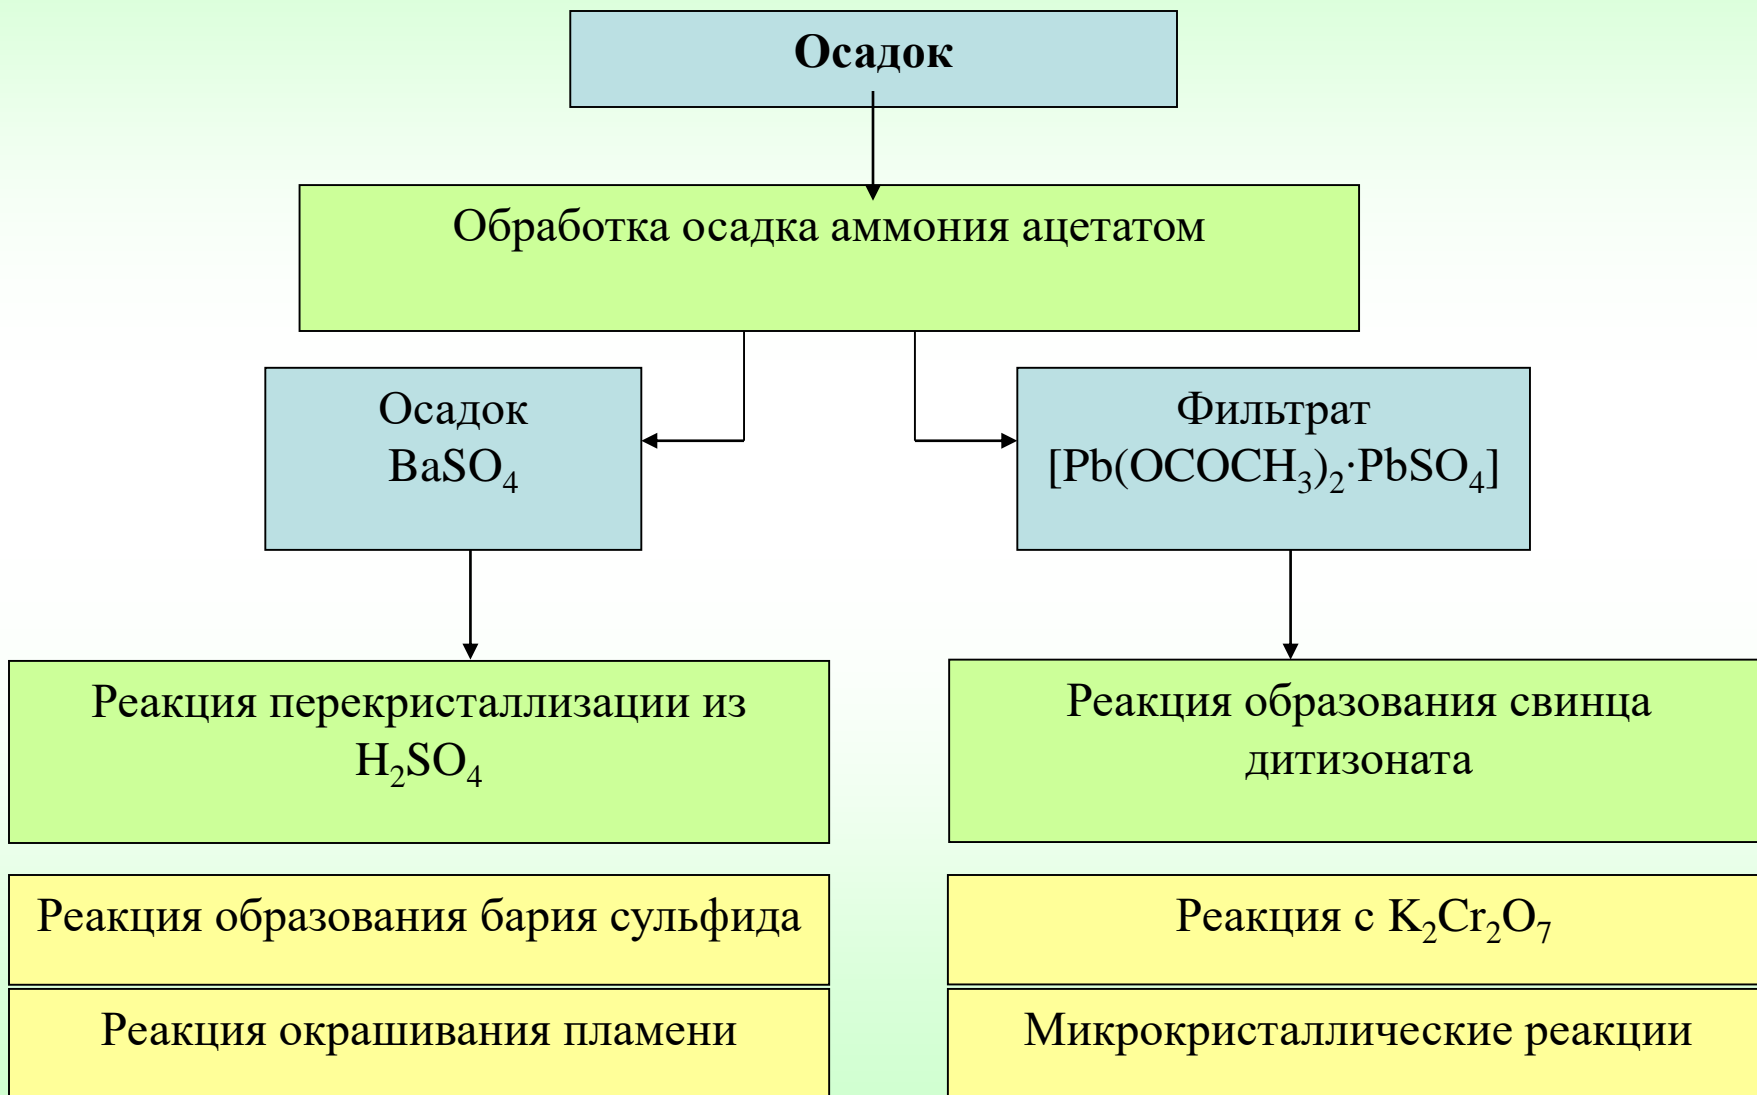 Осадок
Обработка осадка аммония ацетатом
Осадок
BaSO₄
Фильтрат
[Pb(OCOCH₃)₂·PbSO₄]
Реакция перекристаллизации из
H₂SO₄
Реакция образования свинца
дитизоната
Реакция образования бария сульфида
Реакция с K₂Cr₂O₇
Реакция окрашивания пламени
Микрокристаллические реакции